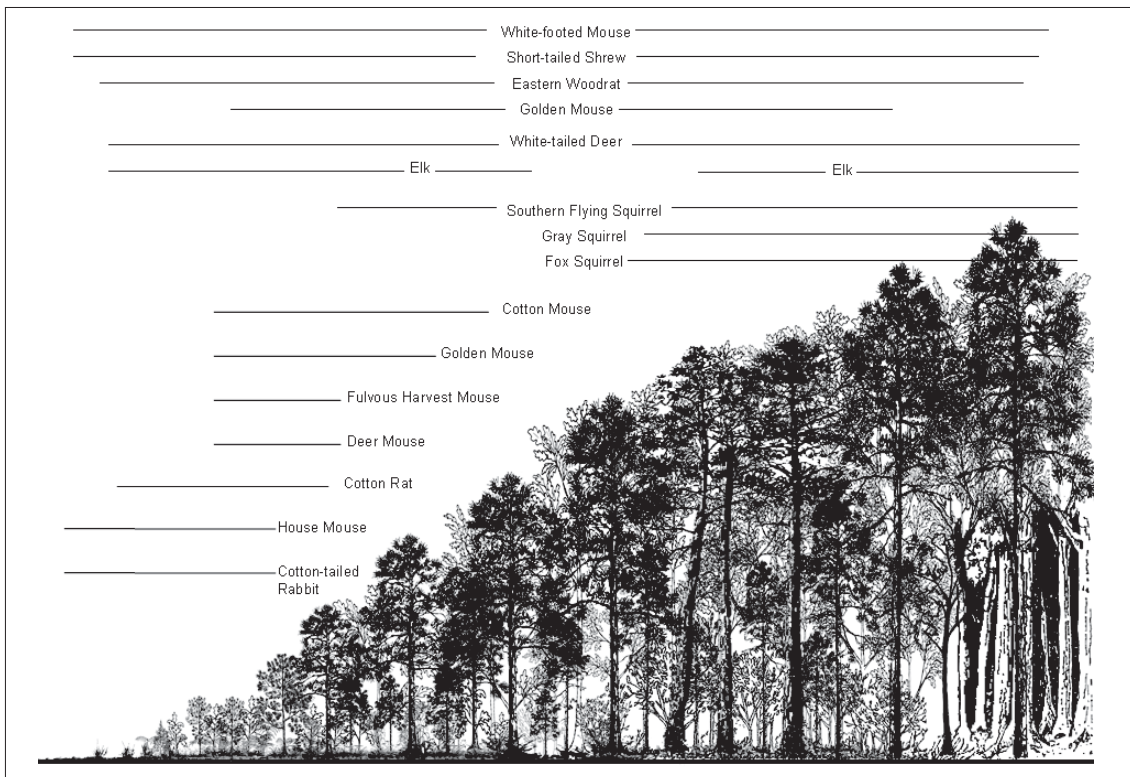 White-footed Mouse
Short-tailed Shrew
Eastern Woodrat
Golden Mouse
White-tailed Deer
Elk Elk
Southern Flying Squirrel
Gray Squirrel
Fox Squirrel
Cotton Mouse
Golden Mouse
Fulvous Harvest Mouse
Deer Mouse
Cotton Rat
House Mouse
Cotton-tailed
Rabbit